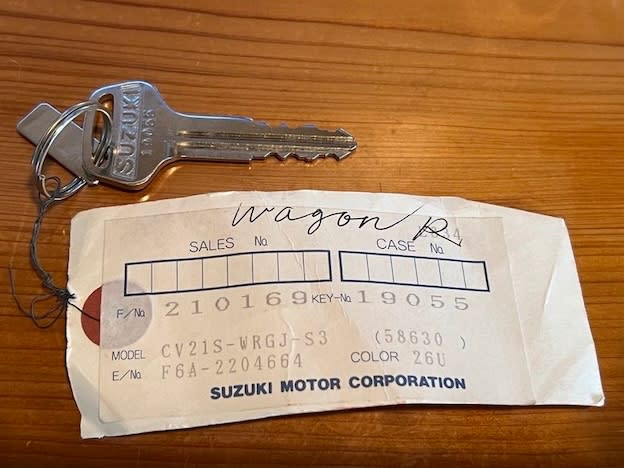 SUZUKI
Wagon R
SALES No. CASE No.
F/No. 210169 KEY-No. 19055
MODEL CV21S-WRGJ-S3 (58630 )
E/No. F6A-2204664 COLOR 26U
SUZUKI MOTOR CORPORATION